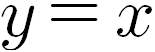 y = x